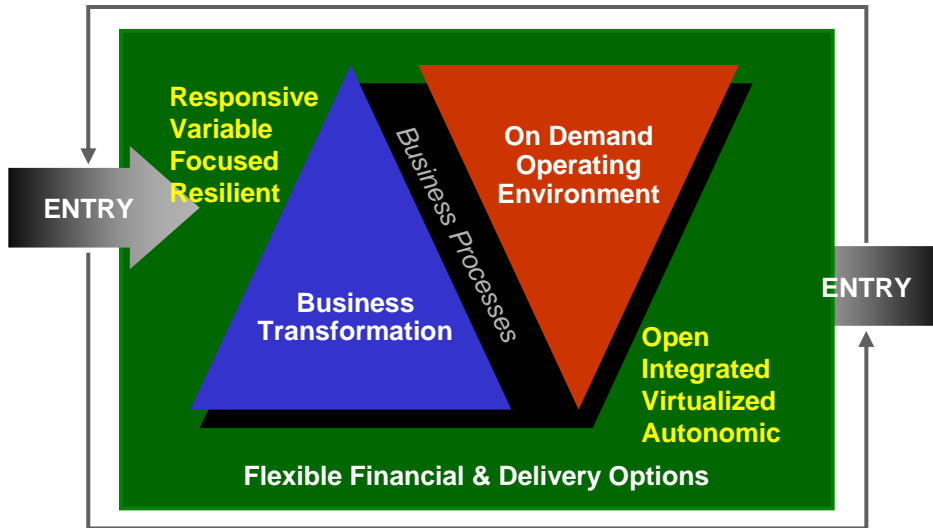 Responsive
Variable
Focused
Resilient
ENTRY
Business Processes
On Demand
Operating
Environment
Business
Transformation
ENTRY
Open
Integrated
Virtualized
Autonomic
Flexible Financial & Delivery Options